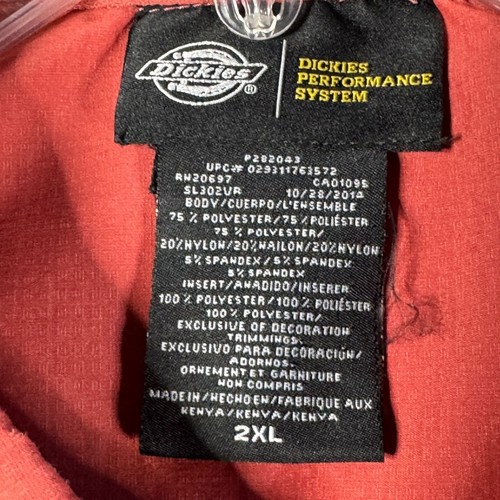 Dickies®
DICKIES
PERFORMANCE
SYSTEM
P282043
UPC# 029311763572
RN20697 CA01095
SL302VR 10/28/2014
BODY/CUERPO/L'ENSEMBLE
75% POLYESTER/75% POLIÉSTER
75% POLYESTER/
20%NYLON/20%NAILON/20%NYLON
5% SPANDEX/5% SPANDEX
5% SPANDEX
INSERT/AÑADIDO/INSERER
100% POLYESTER/100% POLIÉSTER
100% POLYESTER/
EXCLUSIVE OF DECORATION
TRIMMINGS.
EXCLUSIVO PARA DECORACIÓN/
ADORNOS.
ORNEMENT ET GARNITURE
NON COMPRIS
MADE IN/HECHO EN/FABRIQUE AUX
KENYA/KENYA/KENYA
2XL